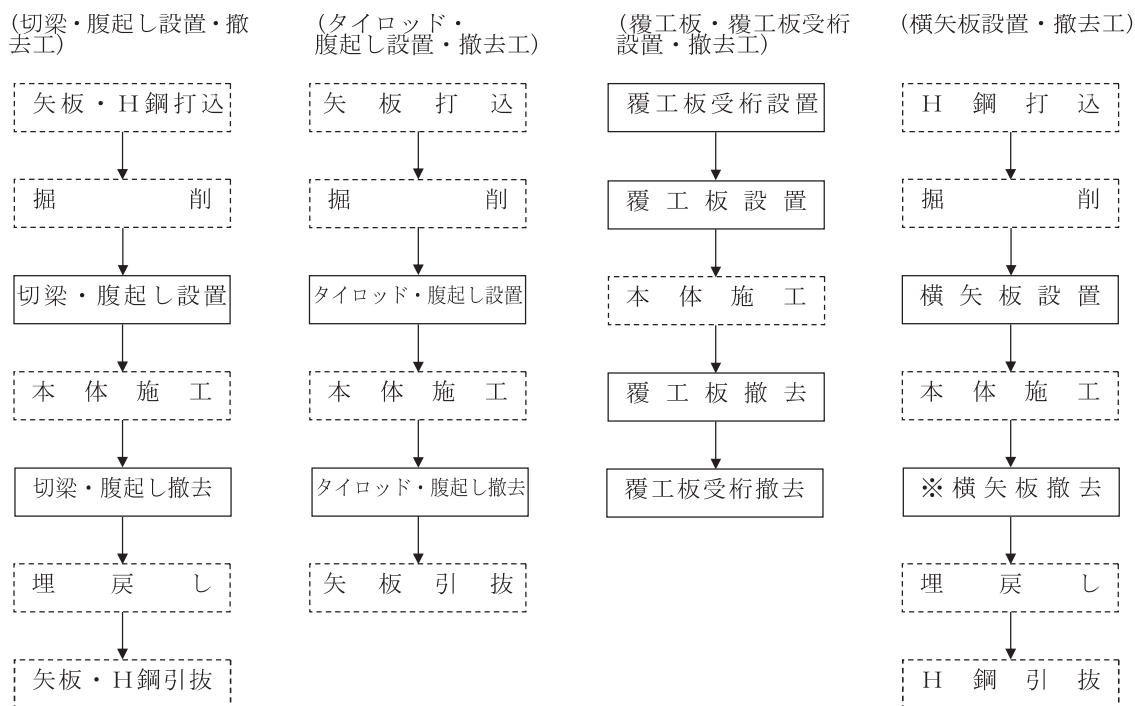 (切梁・腹起し設置・撤
去工)
矢板・H鋼打込
掘削
切梁・腹起し設置
本体施工
切梁・腹起し撤去
埋戻し
矢板・H鋼引抜
(タイロッド・
腹起し設置・撤去工)
矢板打込
掘削
タイロッド・腹起し設置
本体施工
タイロッド・腹起し撤去
矢板引抜
(覆工板・覆工板受桁
設置・撤去工)
覆工板受桁設置
覆工板設置
本体施工
覆工板撤去
覆工板受桁撤去
(横矢板設置・撤去工)
H鋼打込
掘削
横矢板設置
本体施工
※横矢板撤去
埋戻し
H鋼引抜